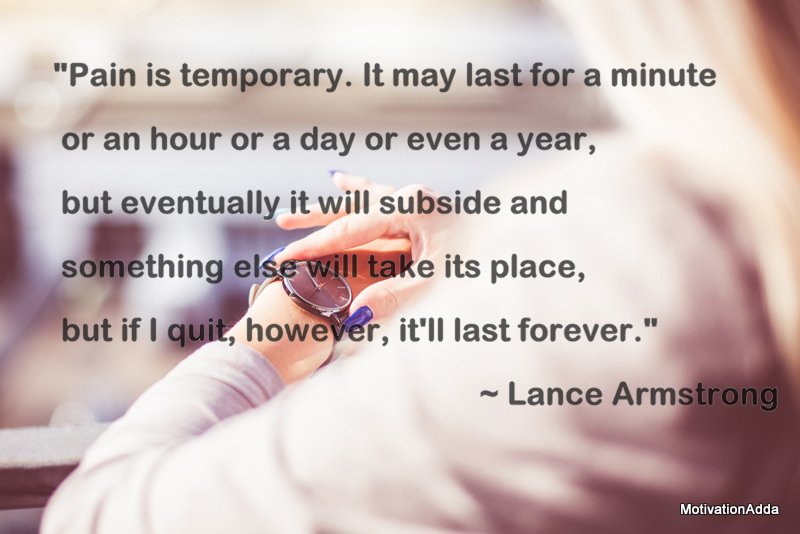 "Pain is temporary. It may last for a minute
or an hour or a day or even a year,
but eventually it will subside and
something else will take its place,
but if I quit, however, it'll last forever."
~ Lance Armstrong
MotivationAdda